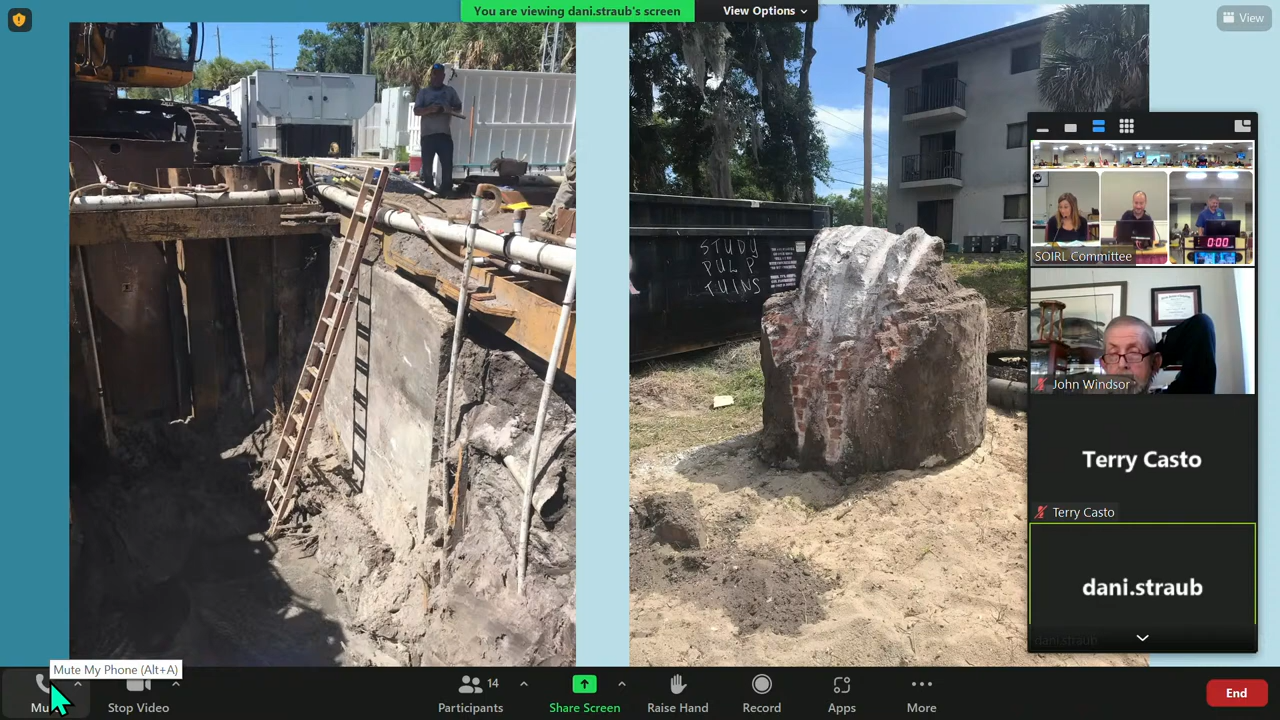 You are viewing dani.straub's screen
View Options
View
STUDY
PULP
TUINS
0:00
SOIRL Committee
John Windsor
Terry Casto
Terry Casto
dani.straub
dani.straub
Mute My Phone (Alt+A)
Mu
Stop Video
14
Participants
Share Screen
Raise Hand
Record
Apps
More
End